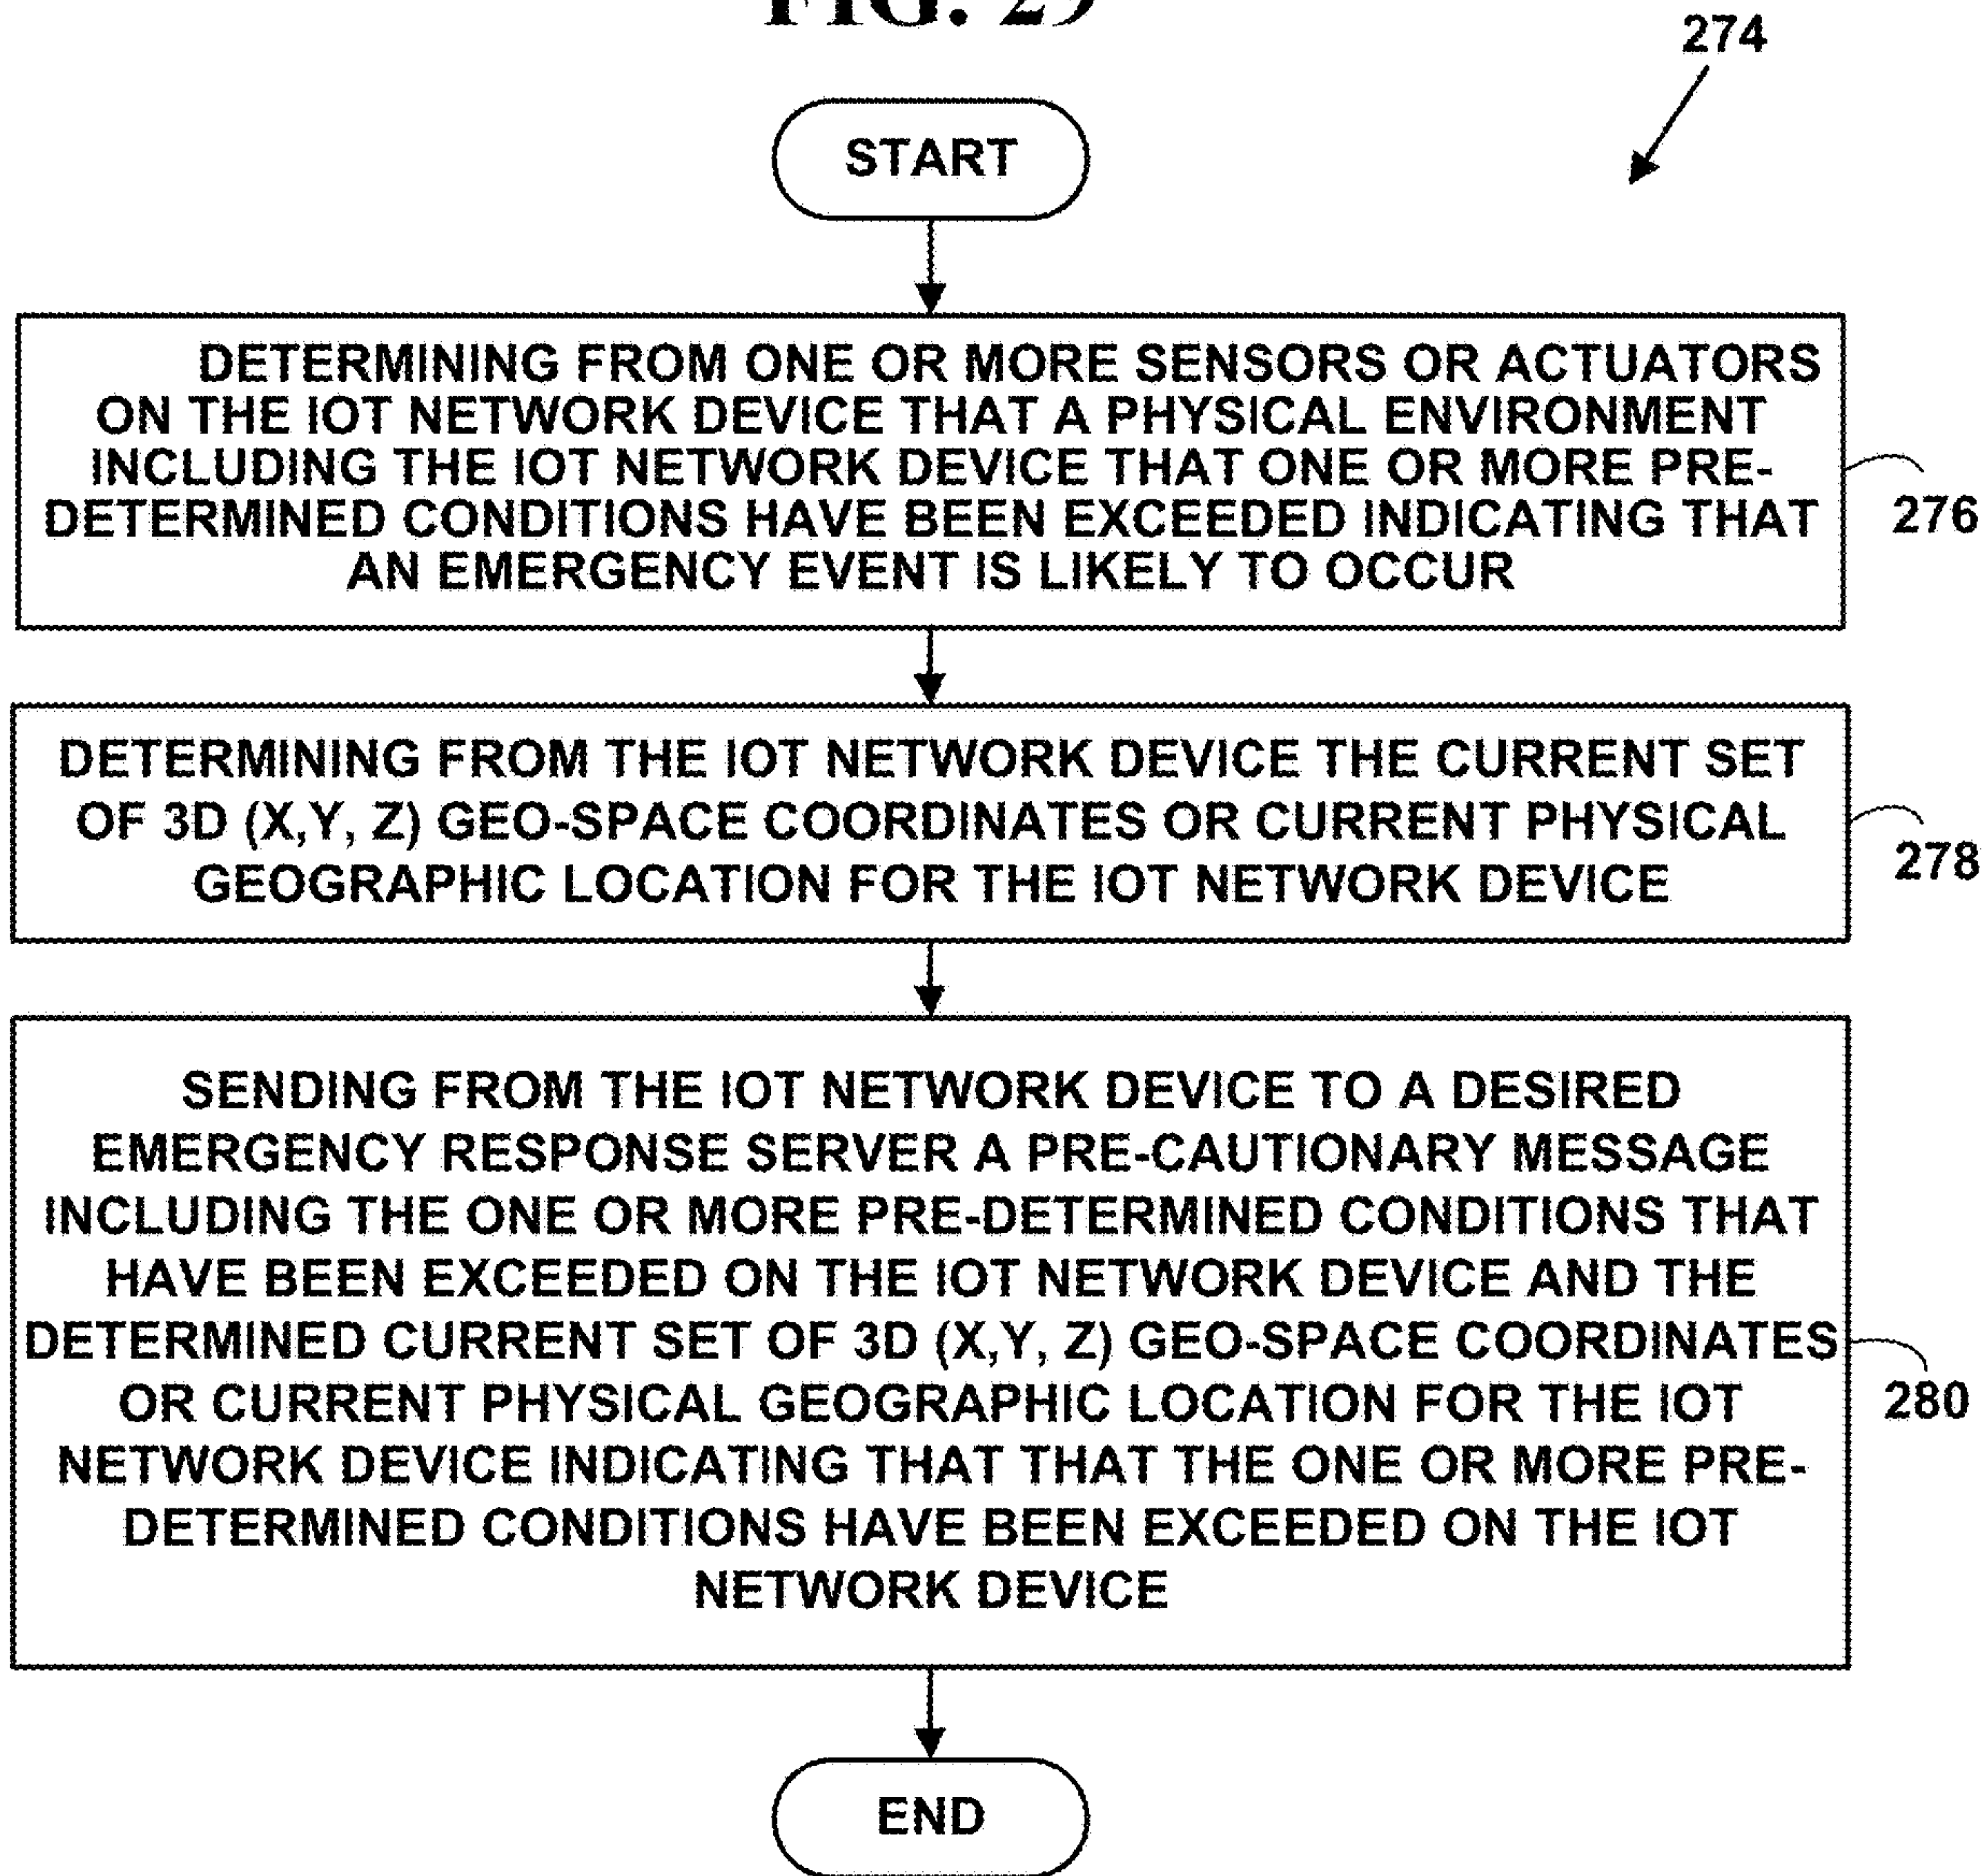 FIG. 29
274
START
DETERMINING FROM ONE OR MORE SENSORS OR ACTUATORS
ON THE IOT NETWORK DEVICE THAT A PHYSICAL ENVIRONMENT
INCLUDING THE IOT NETWORK DEVICE THAT ONE OR MORE PRE-
DETERMINED CONDITIONS HAVE BEEN EXCEEDED INDICATING THAT
AN EMERGENCY EVENT IS LIKELY TO OCCUR
276
DETERMINING FROM THE IOT NETWORK DEVICE THE CURRENT SET
OF 3D (X,Y, Z) GEO-SPACE COORDINATES OR CURRENT PHYSICAL
GEOGRAPHIC LOCATION FOR THE IOT NETWORK DEVICE
278
SENDING FROM THE IOT NETWORK DEVICE TO A DESIRED
EMERGENCY RESPONSE SERVER A PRE-CAUTIONARY MESSAGE
INCLUDING THE ONE OR MORE PRE-DETERMINED CONDITIONS THAT
HAVE BEEN EXCEEDED ON THE IOT NETWORK DEVICE AND THE
DETERMINED CURRENT SET OF 3D (X,Y, Z) GEO-SPACE COORDINATES
OR CURRENT PHYSICAL GEOGRAPHIC LOCATION FOR THE IOT
NETWORK DEVICE INDICATING THAT THAT THE ONE OR MORE PRE-
DETERMINED CONDITIONS HAVE BEEN EXCEEDED ON THE IOT
NETWORK DEVICE
280
END